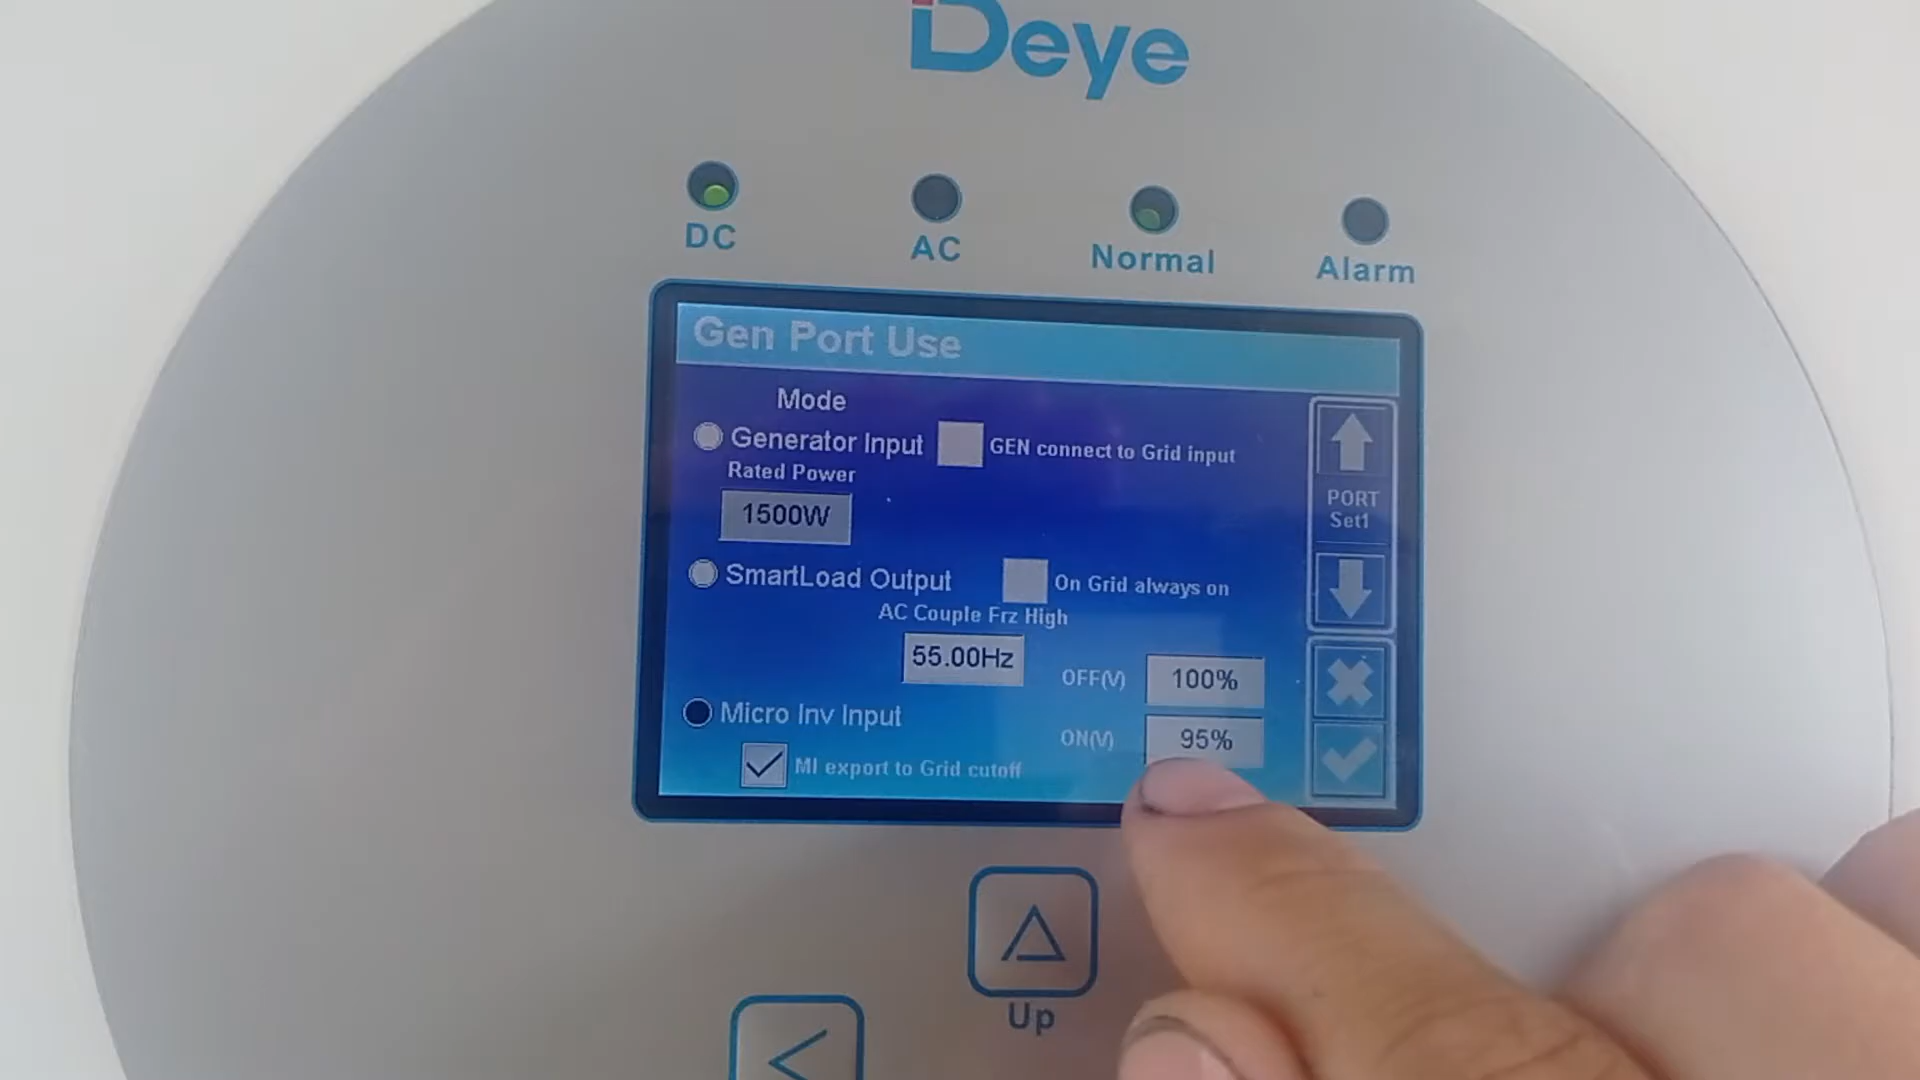 Deye
DC
AC
Normal
Alarm
Gen Port Use
Mode
Generator Input
GEN connect to Grid input
Rated Power
1500W
PORT
Set1
SmartLoad Output
On Grid always on
AC Couple Frz High
55.00Hz
OFF(V)
100%
Micro Inv Input
ON(V)
95%
MI export to Grid cutoff
Up